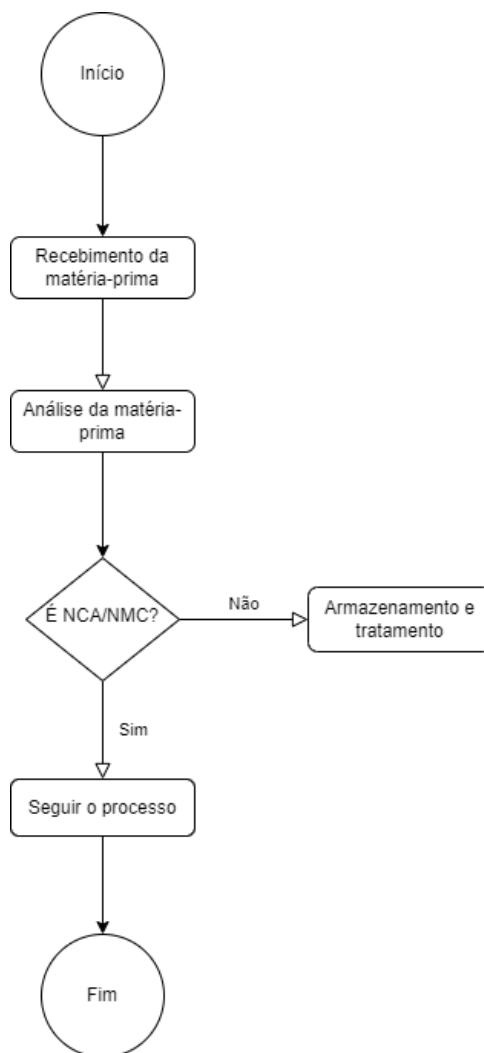 Início
Recebimento da
matéria-prima
Análise da matéria-
prima
É NCA/NMC?
Não
Armazenamento e
tratamento
Sim
Seguir o processo
Fim